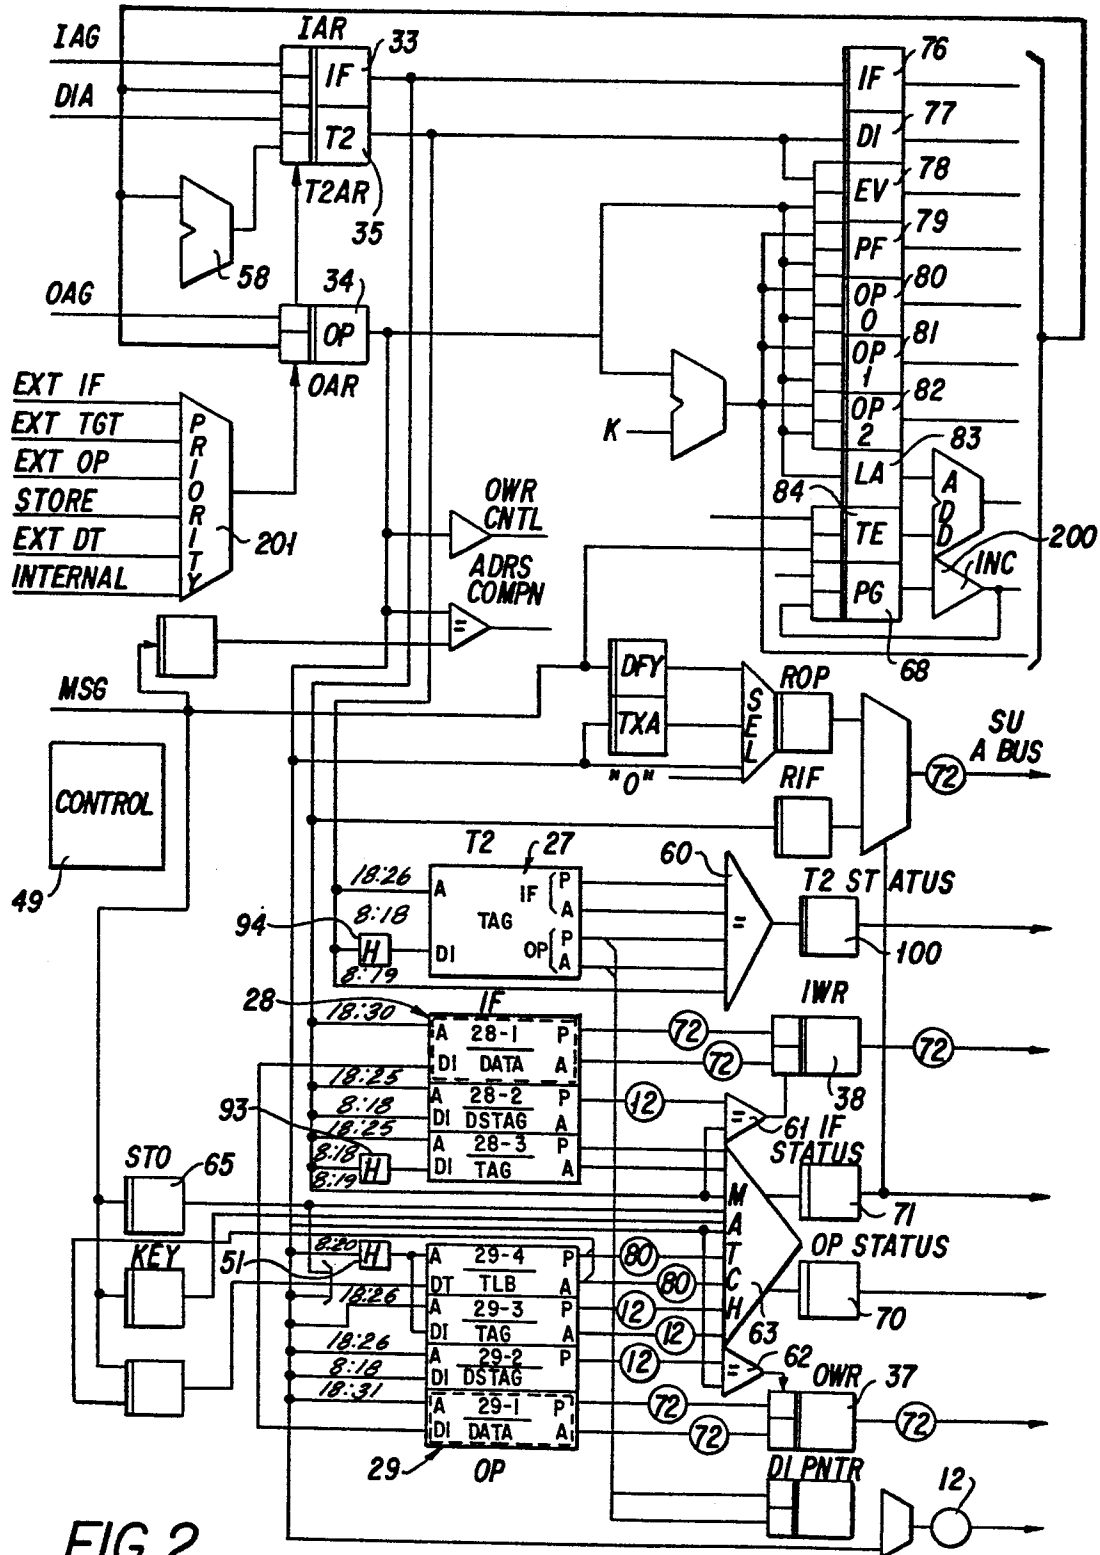 IAG
IAR
33
IF
DIA
T2
T2AR
35
58
OAG
34
OP
OAR
EXT IF
EXT TGT
EXT OP
STORE
EXT DT
INTERNAL
PRIORITY
201
76
IF
77
DI
78
EV
79
PF
80
OP
0
81
OP
1
82
OP
2
83
LA
84
TE
PG
68
ADD
200
INC
K
OWR
CNTL
ADRS
COMPN
=
MSG
CONTROL
49
DFY
TXA
"O"
SEL
ROP
RIF
SU
A BUS
72
T2
27
18:26
A
8:18
TAG
IF
P
A
OP
P
A
94
H
DI
8:19
60
=
T2 STATUS
100
28
IF
18:30
A
28-1
P
DI
DATA
A
72
72
IWR
38
72
18:25
A
28-2
P
8:18
DI
DSTAG
A
12
=
61
18:25
A
28-3
P
93
8:18
H
DI
TAG
A
8:19
IF
STATUS
71
STO
65
KEY
MATCH
63
OP STATUS
70
51
8:20
H
A
29-4
P
80
DT
TLB
A
80
18:26
A
29-3
P
12
DI
TAG
A
12
18:26
A
29-2
P
12
8:18
DI
DSTAG
=
62
18:31
A
29-1
P
72
DI
DATA
A
72
OWR
37
72
29
OP
DI PNTR
12
FIG. 2